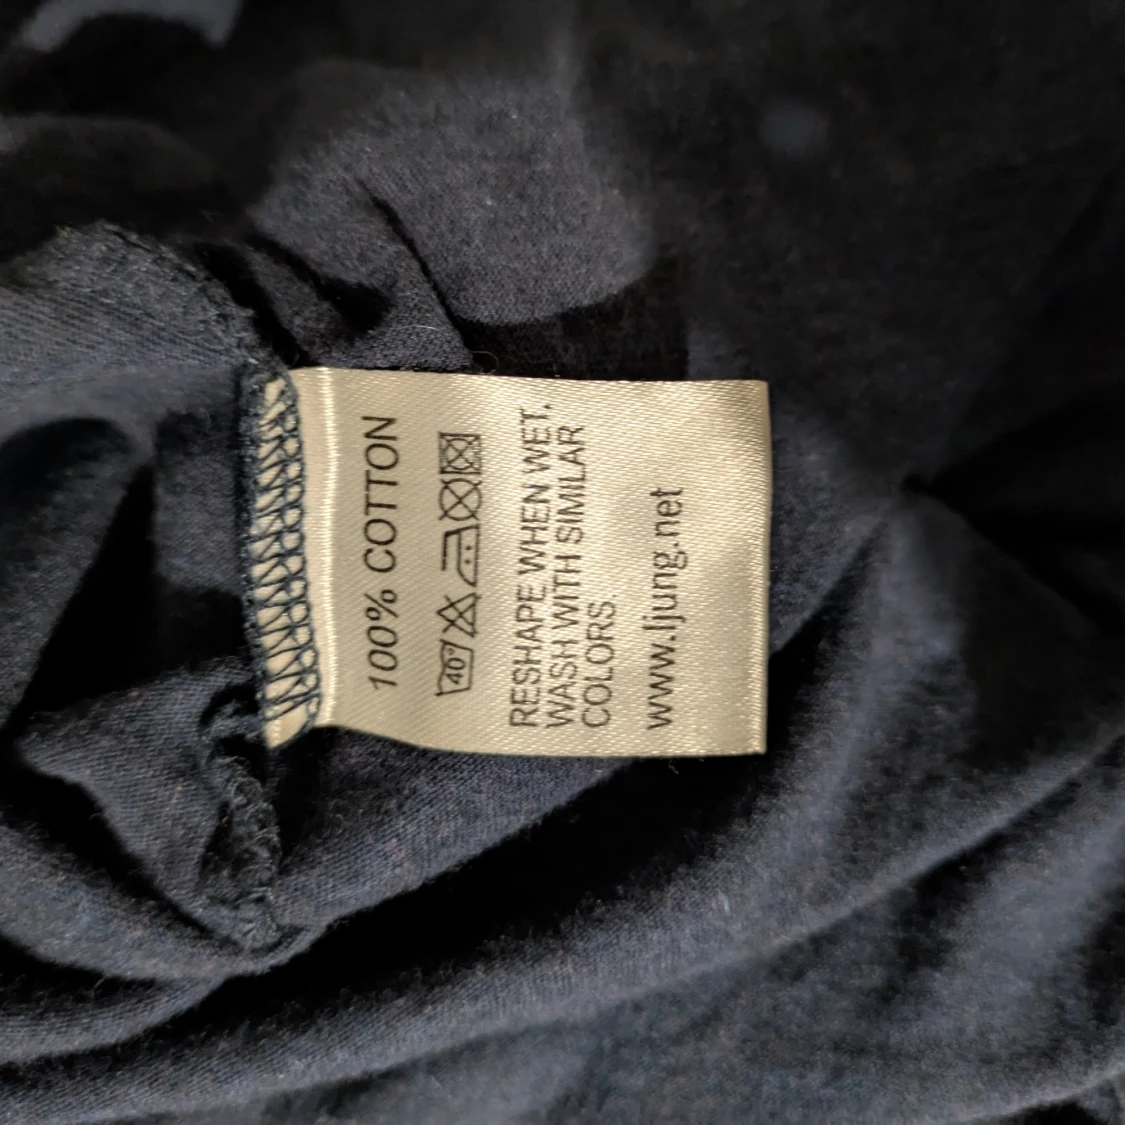 100% COTTON
40°
RESHAPE WHEN WET.
WASH WITH SIMILAR
COLORS.
www.ljung.net